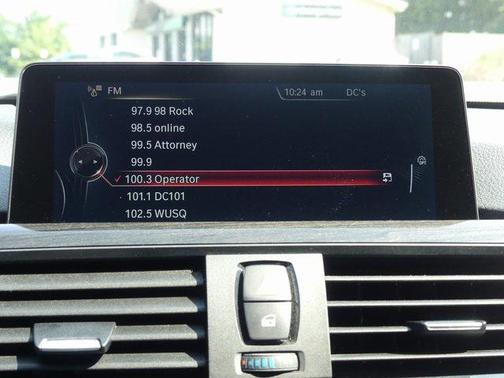 FM 10:24 am DC's
97.9 98 Rock
98.5 online
99.5 Attorney
99.9
100.3 Operator
101.1 DC101
102.5 WUSQ